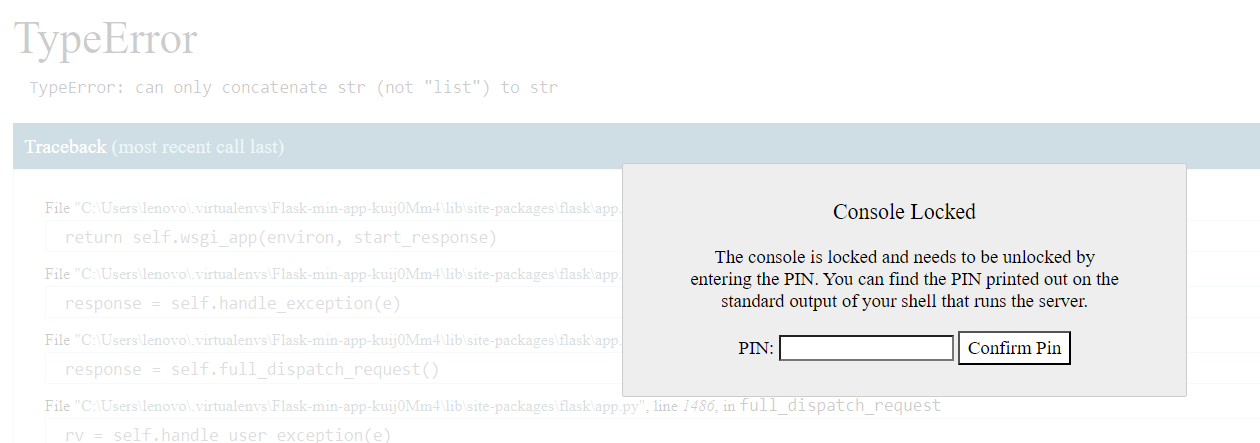 TypeError
TypeError: can only concatenate str (not "list") to str
Traceback (most recent call last)
File "C:\Users\lenovo\.virtualenvs\Flask-min-app-kuij0Mm4\lib\site-packages\flask\app.
return self.wsgi_app(environ, start_response)
File "C:\Users\lenovo\.virtualenvs\Flask-min-app-kuij0Mm4\lib\site-packages\flask\app.
response = self.handle_exception(e)
File "C:\Users\lenovo\.virtualenvs\Flask-min-app-kuij0Mm4\lib\site-packages\flask\app.
response = self.full_dispatch_request()
File "C:\Users\lenovo\.virtualenvs\Flask-min-app-kuij0Mm4\lib\site-packages\flask\app.py", line 1486, in full_dispatch_request
rv = self.handle_user_exception(e)
Console Locked
The console is locked and needs to be unlocked by
entering the PIN. You can find the PIN printed out on the
standard output of your shell that runs the server.
PIN: Confirm Pin